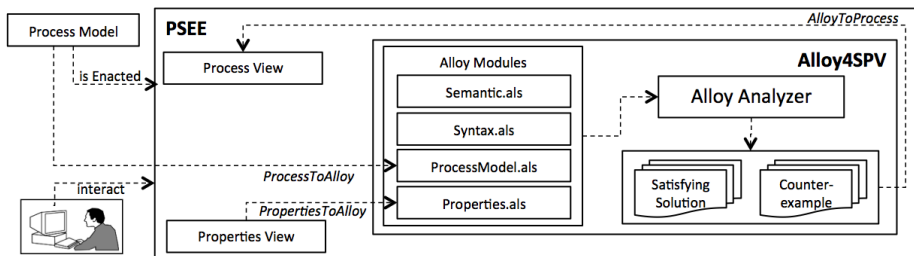 Process Model
PSEE
AlloyToProcess
is Enacted
Process View
Alloy4SPV
Alloy Modules
Semantic.als
Syntax.als
ProcessModel.als
Properties.als
Alloy Analyzer
Satisfying
Solution
Counter-
example
ProcessToAlloy
interact
PropertiesToAlloy
Properties View